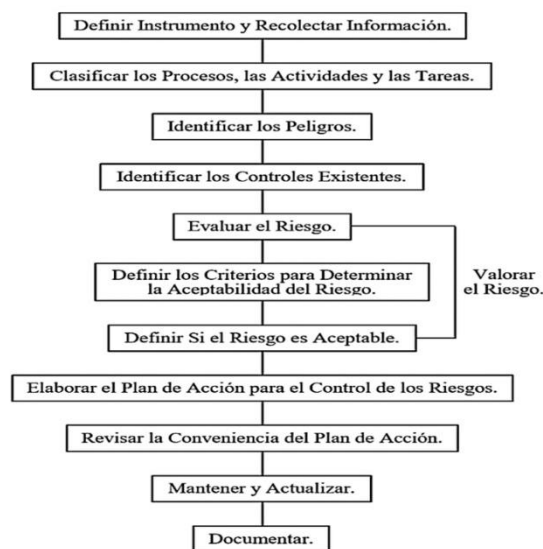 Definir Instrumento y Recolectar Información.
Clasificar los Procesos, las Actividades y las Tareas.
Identificar los Peligros.
Identificar los Controles Existentes.
Evaluar el Riesgo.
Definir los Criterios para Determinar
la Aceptabilidad del Riesgo.
Valorar
el Riesgo.
Definir Si el Riesgo es Aceptable.
Elaborar el Plan de Acción para el Control de los Riesgos.
Revisar la Conveniencia del Plan de Acción.
Mantener y Actualizar.
Documentar.